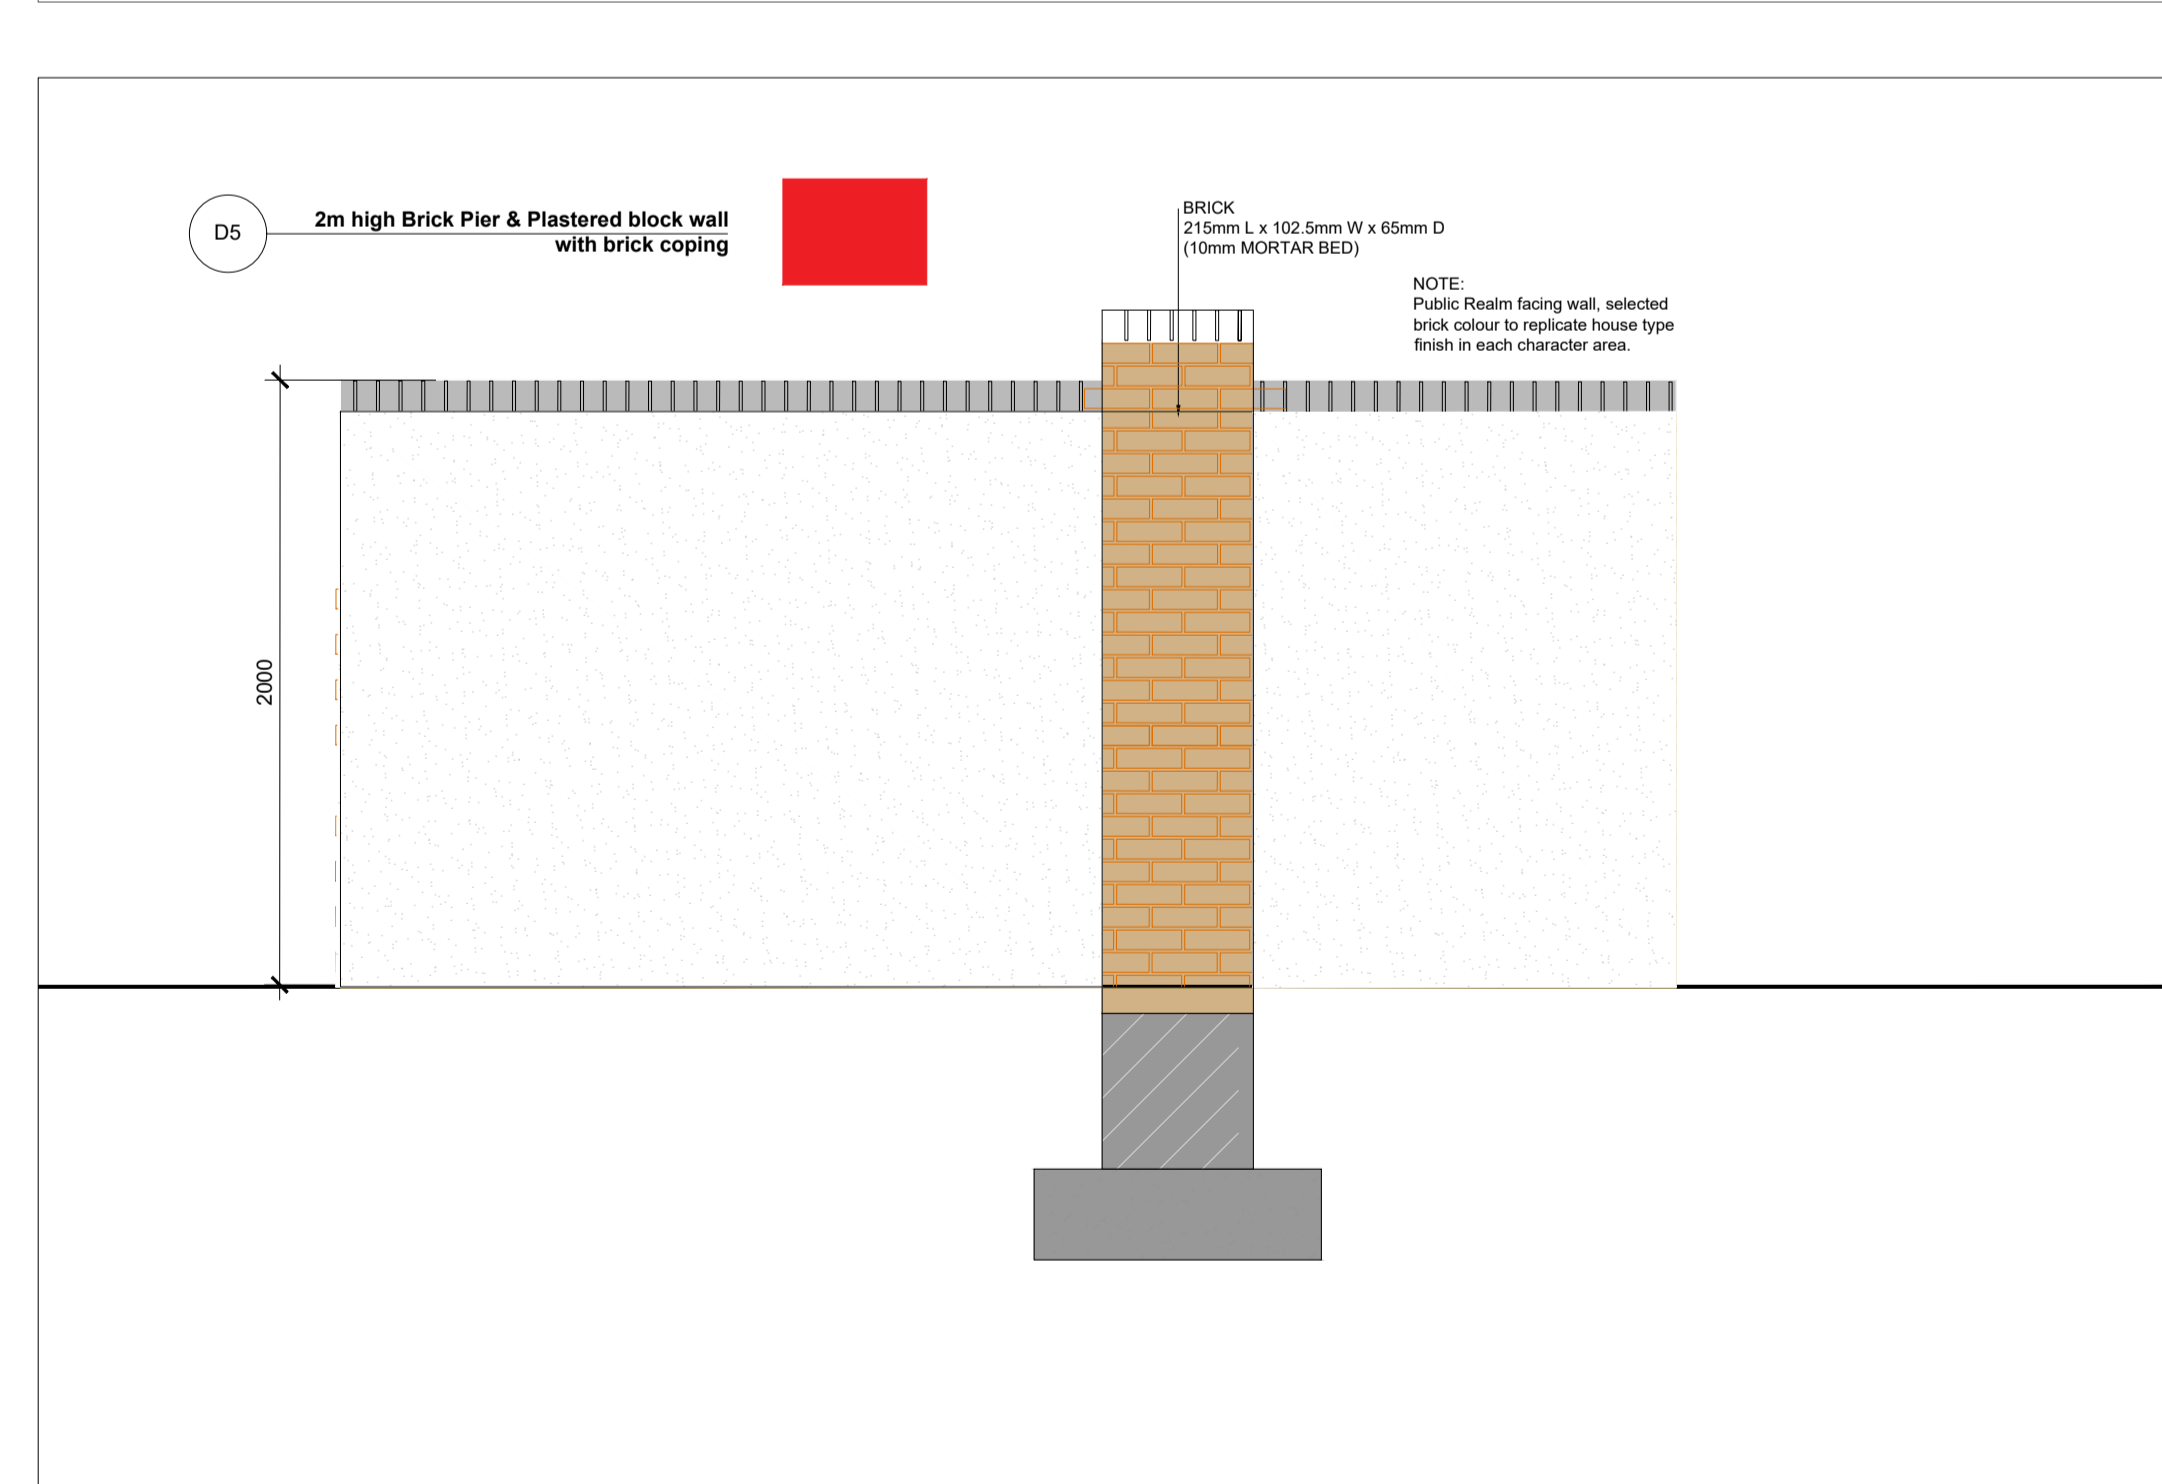 D5
2m high Brick Pier & Plastered block wall
with brick coping
BRICK
215mm L x 102.5mm W x 65mm D
(10mm MORTAR BED)
NOTE:
Public Realm facing wall, selected
brick colour to replicate house type
finish in each character area.
2000